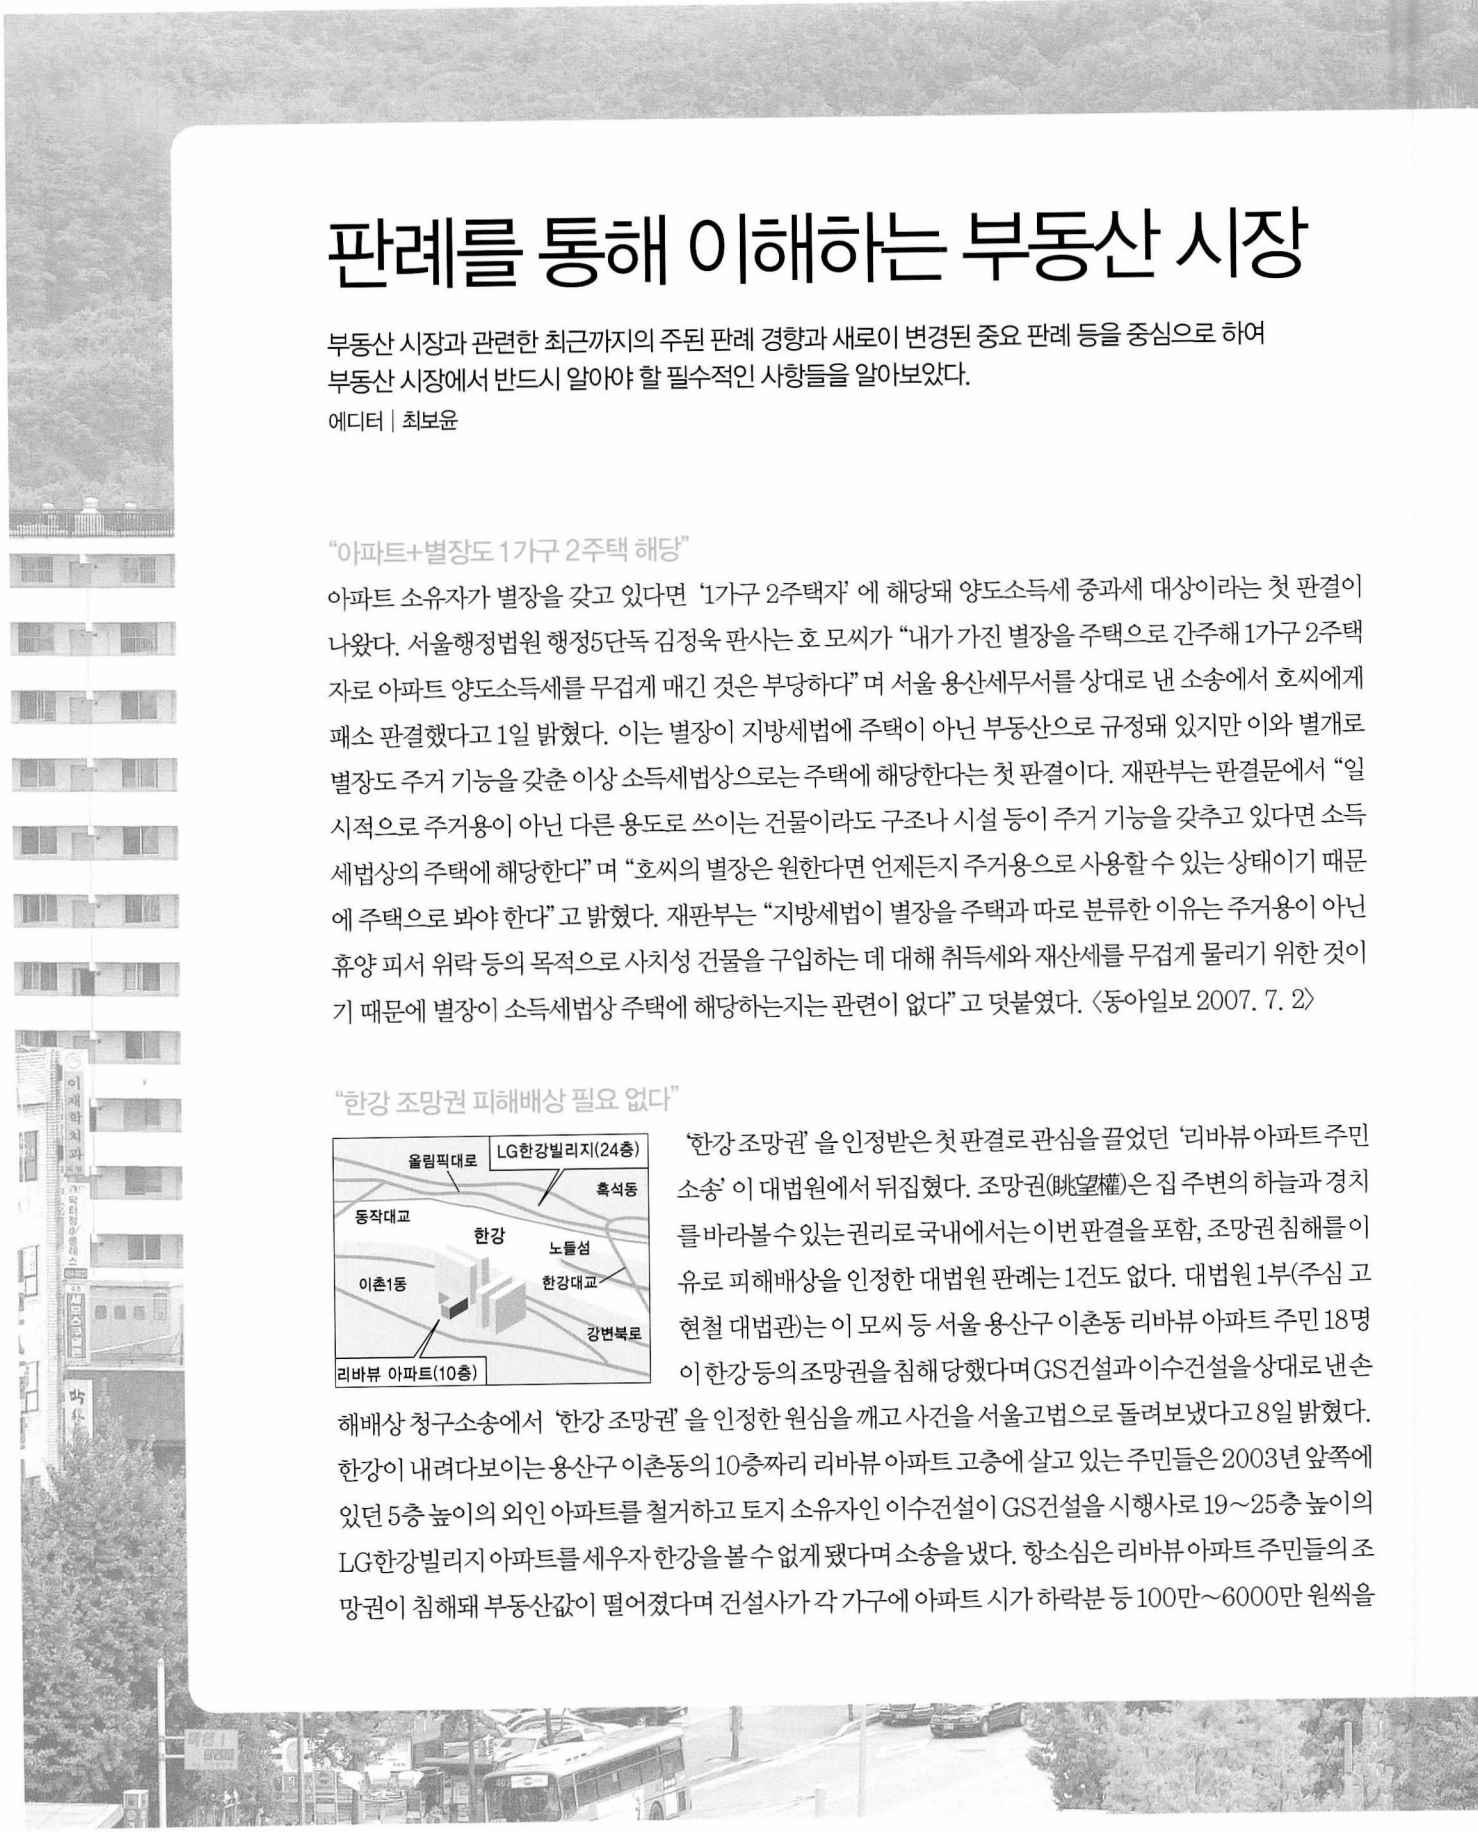 판례를 통해 이해하는 부동산 시장
부동산 시장과 관련한 최근까지의 주된 판례 경향과 새로이 변경된 중요 판례 등을 중심으로 하여
부동산 시장에서 반드시 알아야 할 필수적인 사항들을 알아보았다.
에디터 | 최보윤
“아파트+별장도 1가구 2주택 해당”
아파트 소유자가 별장을 갖고 있다면 ‘1가구 2주택자’ 에 해당돼 양도소득세 중과세 대상이라는 첫 판결이
나왔다. 서울행정법원 행정5단독 김정욱 판사는 호 모씨가 “내가 가진 별장을 주택으로 간주해 1가구 2주택
자로 아파트 양도소득세를 무겁게 매긴 것은 부당하다” 며 서울 용산세무서를 상대로 낸 소송에서 호씨에게
패소 판결했다고 1일 밝혔다. 이는 별장이 지방세법에 주택이 아닌 부동산으로 규정돼 있지만 이와 별개로
별장도 주거 기능을 갖춘 이상 소득세법상으로는 주택에 해당한다는 첫 판결이다. 재판부는 판결문에서 “일
시적으로 주거용이 아닌 다른 용도로 쓰이는 건물이라도 구조나 시설 등이 주거 기능을 갖추고 있다면 소득
세법상의 주택에 해당한다” 며 “호씨의 별장은 원한다면 언제든지 주거용으로 사용할 수 있는 상태이기 때문
에 주택으로 봐야 한다” 고 밝혔다. 재판부는 “지방세법이 별장을 주택과 따로 분류한 이유는 주거용이 아닌
휴양 피서 위락 등의 목적으로 사치성 건물을 구입하는 데 대해 취득세와 재산세를 무겁게 물리기 위한 것이
기 때문에 별장이 소득세법상 주택에 해당하는지는 관련이 없다” 고 덧붙였다. 〈동아일보 2007. 7. 2〉
“한강 조망권 피해배상 필요 없다”
올림픽대로
LG한강빌리지(24층)
흑석동
동작대교
한강
노들섬
이촌1동
한강대교
강변북로
리바뷰 아파트(10층)
‘한강 조망권’ 을 인정받은 첫 판결로 관심을 끌었던 ‘리바뷰 아파트 주민
소송’ 이 대법원에서 뒤집혔다. 조망권(眺望權)은 집 주변의 하늘과 경치
를 바라볼 수 있는 권리로 국내에서는 이번 판결을 포함, 조망권 침해를 이
유로 피해배상을 인정한 대법원 판례는 1건도 없다. 대법원 1부(주심 고
현철 대법관)는 이 모씨 등 서울 용산구 이촌동 리바뷰 아파트 주민 18명
이 한강 등의 조망권을 침해 당했다며 GS건설과 이수건설을 상대로 낸 손
해배상 청구소송에서 ‘한강 조망권’ 을 인정한 원심을 깨고 사건을 서울고법으로 돌려보냈다고 8일 밝혔다.
한강이 내려다보이는 용산구 이촌동의 10층짜리 리바뷰 아파트 고층에 살고 있는 주민들은 2003년 앞쪽에
있던 5층 높이의 외인 아파트를 철거하고 토지 소유자인 이수건설이 GS건설을 시행사로 19~25층 높이의
LG한강빌리지 아파트를 세우자 한강을 볼 수 없게 됐다며 소송을 냈다. 항소심은 리바뷰 아파트 주민들의 조
망권이 침해돼 부동산값이 떨어졌다며 건설사가 각 가구에 아파트 시가 하락분 등 100만~6000만 원씩을
이재학치과